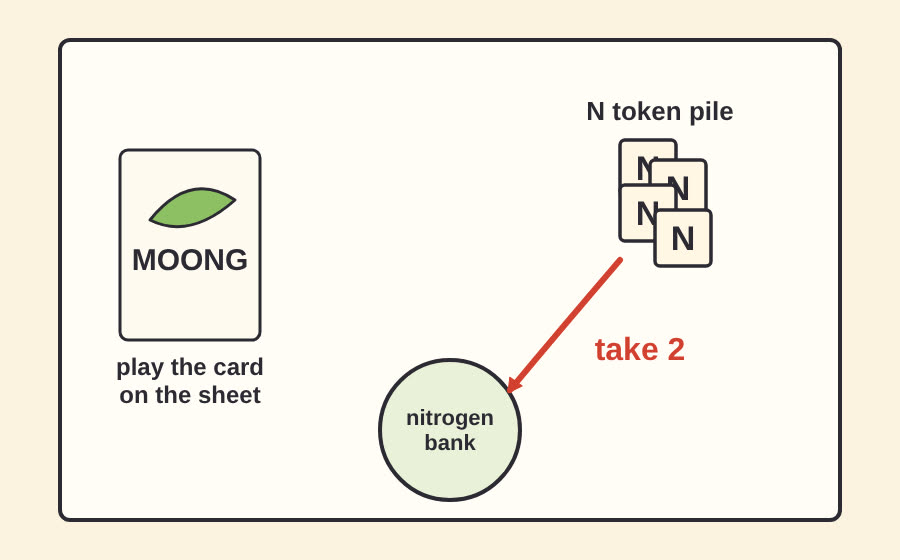 N token pile
N
N
N
N
MOONG
take 2
play the card
on the sheet
nitrogen
bank